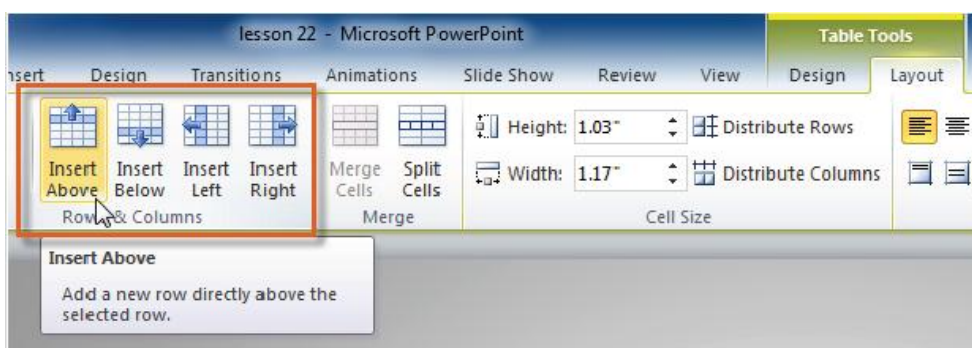 lesson 22 - Microsoft PowerPoint
Table Tools
Design Transitions Animations Slide Show Review View Design Layout
Insert Above
Insert Below
Insert Left
Insert Right
Rows & Columns
Merge Cells
Split Cells
Merge
Height: 1.03"
Distribute Rows
Width: 1.17"
Distribute Columns
Cell Size
Insert Above
Add a new row directly above the
selected row.